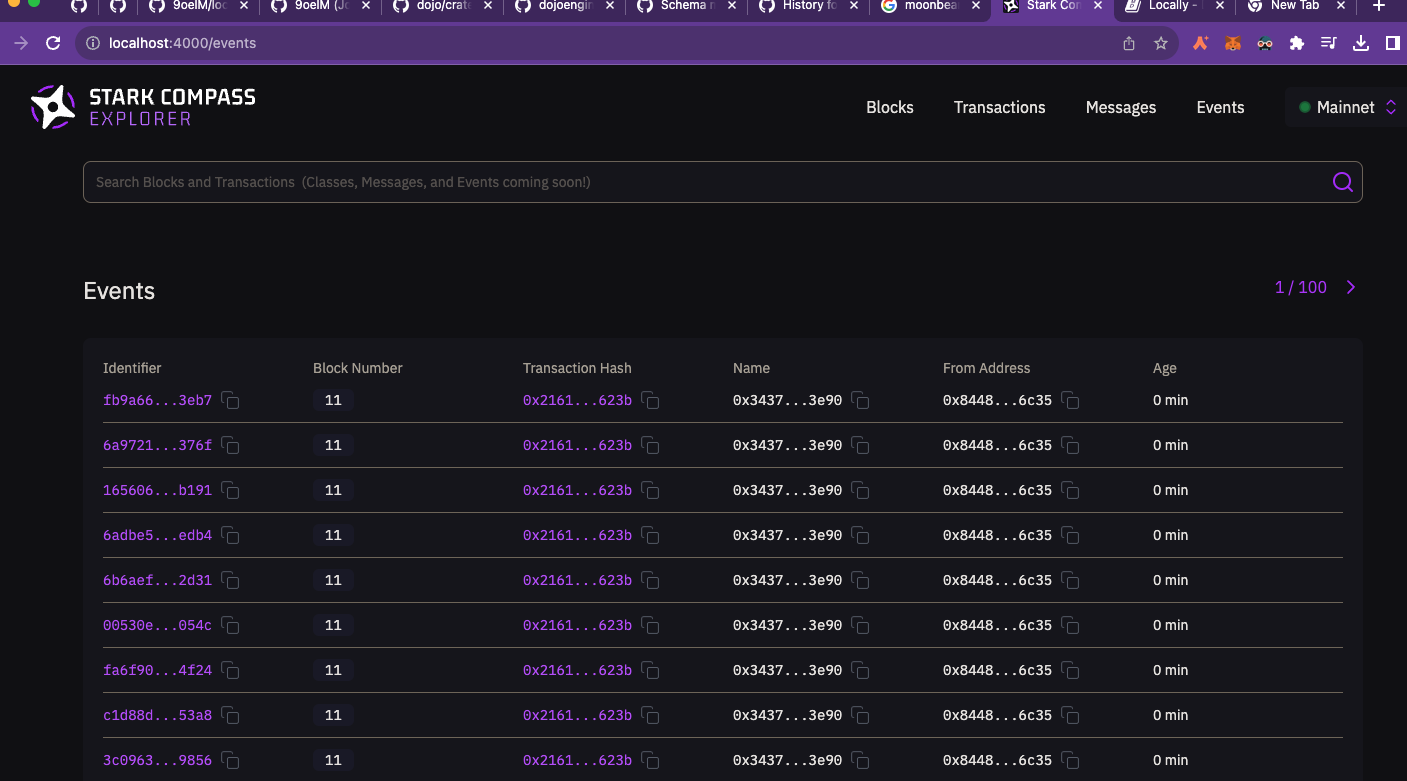 9oelM/loc
9oelM (Jo
dojo/crate
dojoengin
Schema n
History fo
moonbea
Stark Com
Locally -
New Tab
localhost:4000/events
STARK COMPASS
EXPLORER
Blocks Transactions Messages Events Mainnet
Search Blocks and Transactions (Classes, Messages, and Events coming soon!)
Events
1 / 100
Identifier Block Number Transaction Hash Name From Address Age
fb9a66...3eb7 11 0x2161...623b 0x3437...3e90 0x8448...6c35 0 min
6a9721...376f 11 0x2161...623b 0x3437...3e90 0x8448...6c35 0 min
165606...b191 11 0x2161...623b 0x3437...3e90 0x8448...6c35 0 min
6adbe5...edb4 11 0x2161...623b 0x3437...3e90 0x8448...6c35 0 min
6b6aef...2d31 11 0x2161...623b 0x3437...3e90 0x8448...6c35 0 min
00530e...054c 11 0x2161...623b 0x3437...3e90 0x8448...6c35 0 min
fa6f90...4f24 11 0x2161...623b 0x3437...3e90 0x8448...6c35 0 min
c1d88d...53a8 11 0x2161...623b 0x3437...3e90 0x8448...6c35 0 min
3c0963...9856 11 0x2161...623b 0x3437...3e90 0x8448...6c35 0 min